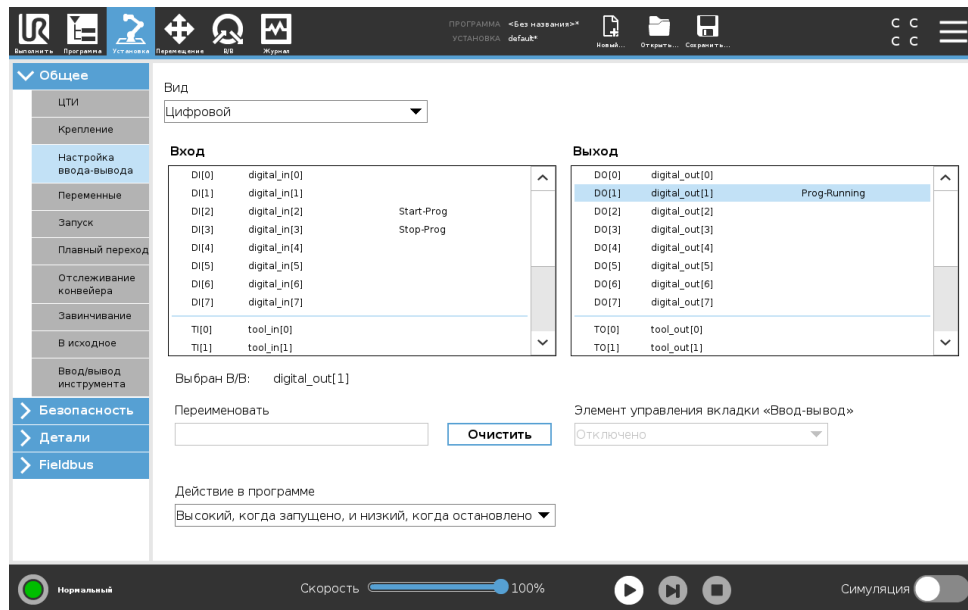 ПРОГРАММА <Без названия>*
УСТАНОВКА default*
Выполнить Программа Установка Перемещение В/В Журнал Новый... Открыть... Сохранить...
C C
C C
Общее
ЦТИ
Крепление
Настройка
ввода-вывода
Переменные
Запуск
Плавный переход
Отслеживание
конвейера
Завинчивание
В исходное
Ввод/вывод
инструмента
Безопасность
Детали
Fieldbus
Вид
Цифровой
Вход
DI[0] digital_in[0]
DI[1] digital_in[1]
DI[2] digital_in[2] Start-Prog
DI[3] digital_in[3] Stop-Prog
DI[4] digital_in[4]
DI[5] digital_in[5]
DI[6] digital_in[6]
DI[7] digital_in[7]
TI[0] tool_in[0]
TI[1] tool_in[1]
Выход
DO[0] digital_out[0]
DO[1] digital_out[1] Prog-Running
DO[2] digital_out[2]
DO[3] digital_out[3]
DO[4] digital_out[4]
DO[5] digital_out[5]
DO[6] digital_out[6]
DO[7] digital_out[7]
TO[0] tool_out[0]
TO[1] tool_out[1]
Выбран В/В: digital_out[1]
Переименовать
Очистить
Элемент управления вкладки «Ввод-вывод»
Отключено
Действие в программе
Высокий, когда запущено, и низкий, когда остановлено
Нормальный
Скорость 100%
Симуляция